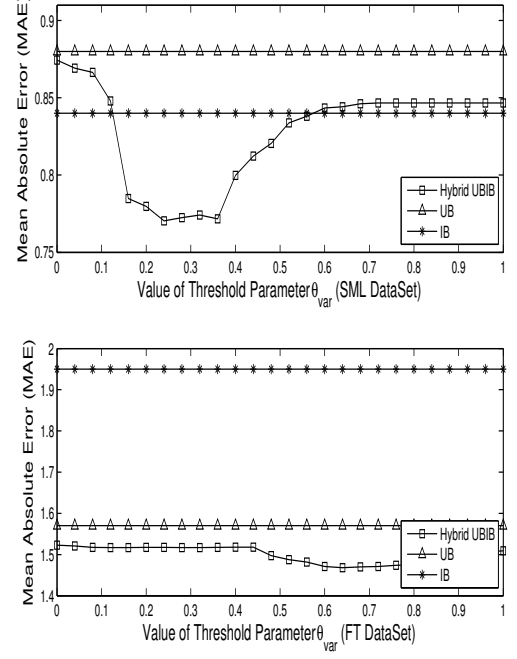 0.9
0.85
0.8
0.75
Mean Absolute Error (MAE)
Hybrid UBIB
UB
IB
0 0.1 0.2 0.3 0.4 0.5 0.6 0.7 0.8 0.9 1
Value of Threshold Parameterθvar (SML DataSet)
2
1.9
1.8
1.7
1.6
1.5
1.4
Mean Absolute Error (MAE)
Hybrid UBIB
UB
IB
0 0.1 0.2 0.3 0.4 0.5 0.6 0.7 0.8 0.9 1
Value of Threshold Parameterθvar (FT DataSet)